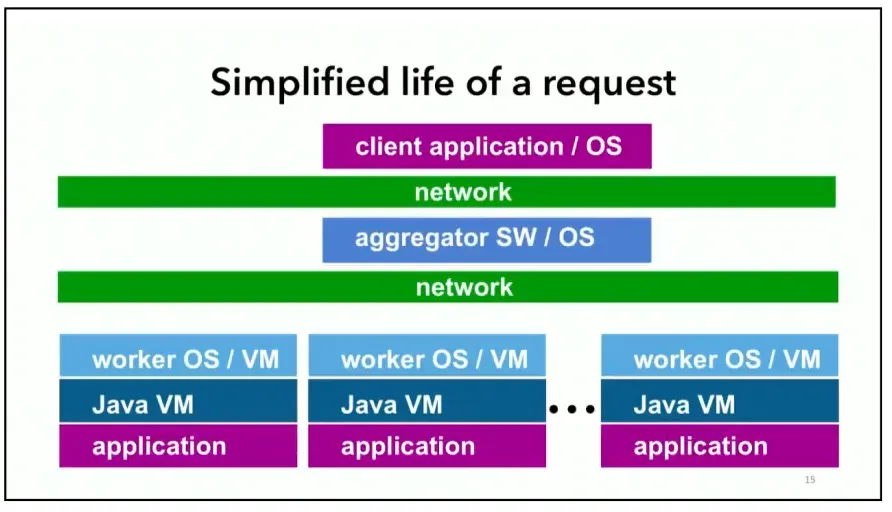 Simplified life of a request
client application / OS
network
aggregator SW / OS
network
worker OS / VM worker OS / VM worker OS / VM
Java VM Java VM ... Java VM
application application application
15